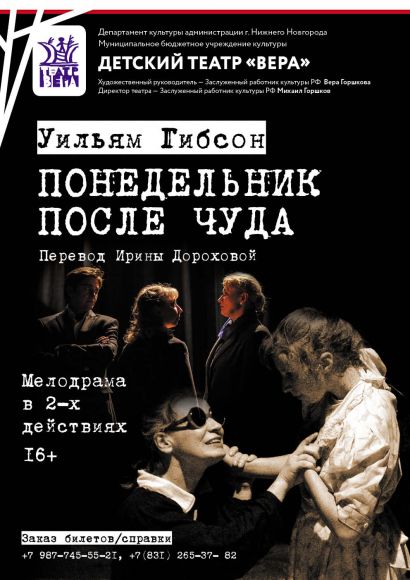 Департамент культуры администрации г. Нижнего Новгорода
Муниципальное бюджетное учреждение культуры
ДЕТСКИЙ ТЕАТР «ВЕРА»
Художественный руководитель — Заслуженный работник культуры РФ Вера Горшкова
Директор театра — Заслуженный работник культуры РФ Михаил Горшков
ТЕАТР
ВЕРА
Уильям Гибсон
ПОНЕДЕЛЬНИК
ПОСЛЕ ЧУДА
Перевод Ирины Дороховой
Мелодрама
в 2-х
действиях
16+
Заказ билетов/справки
+7 987-745-55-21, +7(831) 265-37- 82